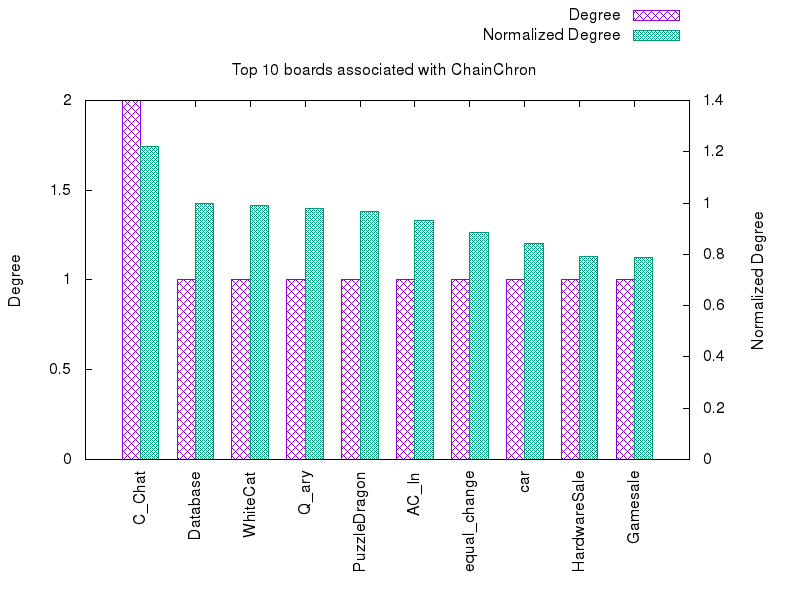 Degree
Normalized Degree
Top 10 boards associated with ChainChron
2
1.5
1
0.5
0
1.4
1.2
1
0.8
0.6
0.4
0.2
0
Degree
Normalized Degree
C_Chat
Database
WhiteCat
Q_ary
PuzzleDragon
AC_In
equal_change
car
HardwareSale
Gamesale